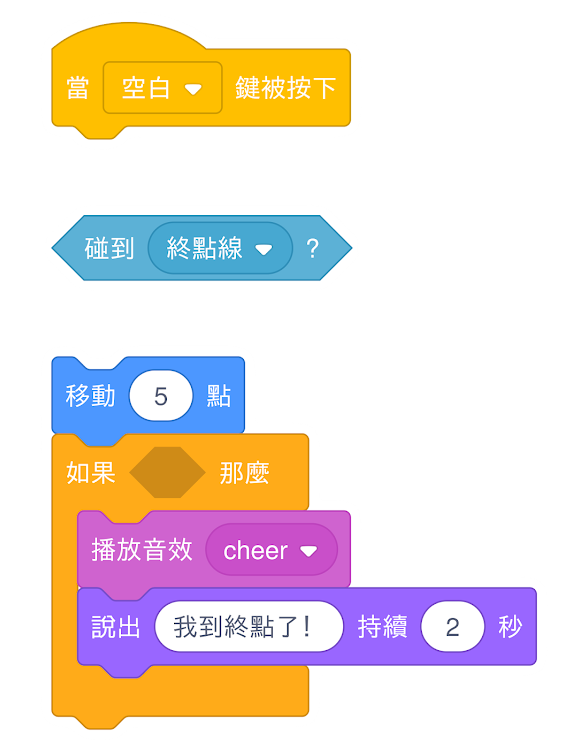 當 空白 鍵被按下
碰到 終點線 ?
移動 5 點
如果 那麼
播放音效 cheer
說出 我到終點了! 持續 2 秒